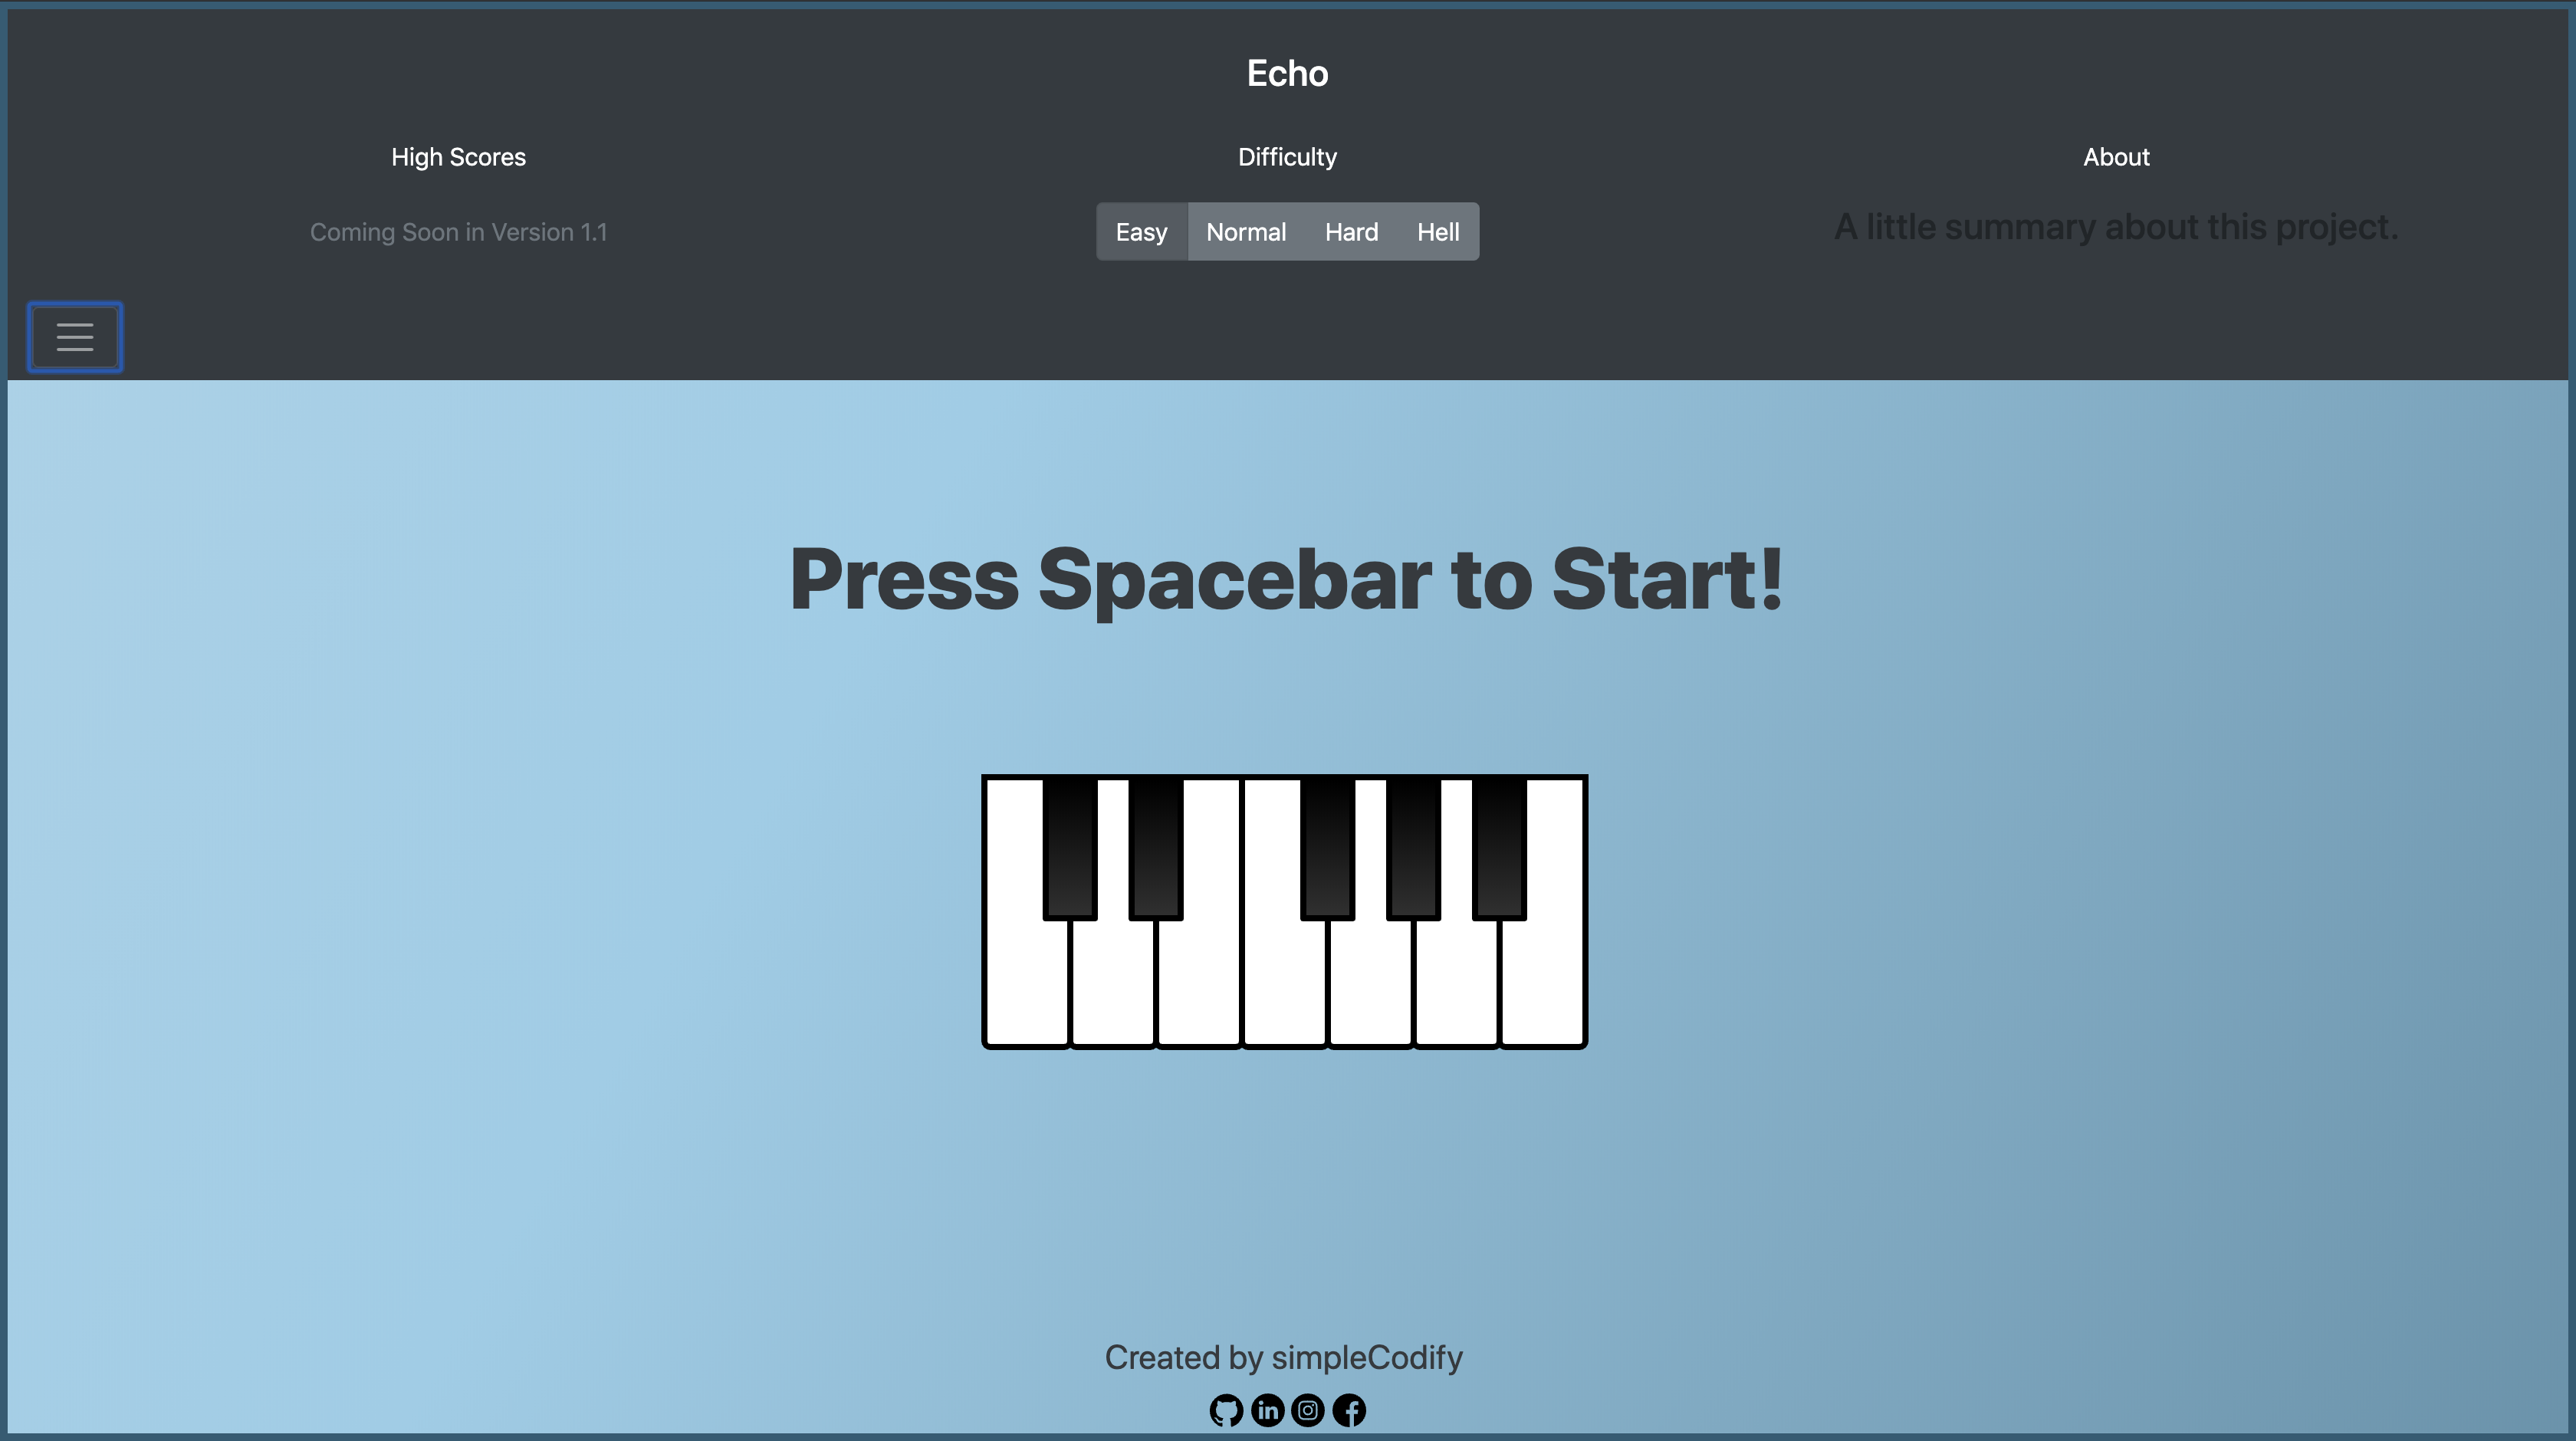 Echo
High Scores
Difficulty
About
Coming Soon in Version 1.1
Easy Normal Hard Hell
A little summary about this project.
Press Spacebar to Start!
Created by simpleCodify
in